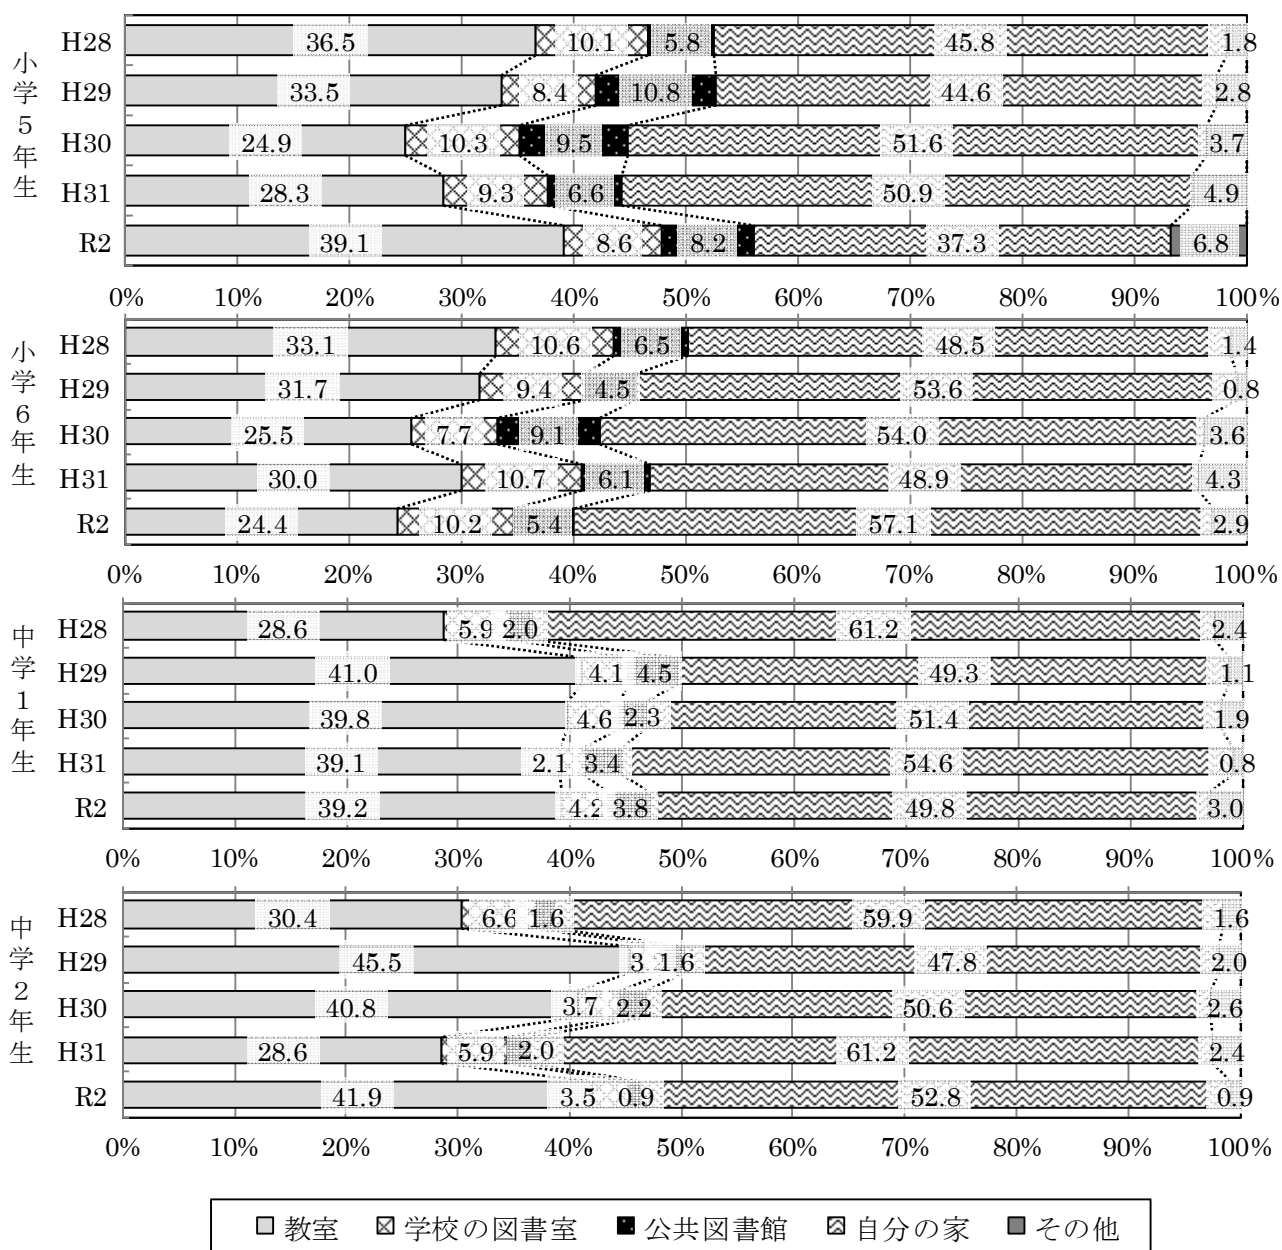 小学5年生
H28 36.5 10.1 5.8 45.8 1.8
H29 33.5 8.4 10.8 44.6 2.8
H30 24.9 10.3 9.5 51.6 3.7
H31 28.3 9.3 6.6 50.9 4.9
R2 39.1 8.6 8.2 37.3 6.8
0% 10% 20% 30% 40% 50% 60% 70% 80% 90% 100%
小学6年生
H28 33.1 10.6 6.5 48.5 1.4
H29 31.7 9.4 4.5 53.6 0.8
H30 25.5 7.7 9.1 54.0 3.6
H31 30.0 10.7 6.1 48.9 4.3
R2 24.4 10.2 5.4 57.1 2.9
0% 10% 20% 30% 40% 50% 60% 70% 80% 90% 100%
中学1年生
H28 28.6 5.9 2.0 61.2 2.4
H29 41.0 4.1 4.5 49.3 1.1
H30 39.8 4.6 2.3 51.4 1.9
H31 39.1 2.1 3.4 54.6 0.8
R2 39.2 4.2 3.8 49.8 3.0
0% 10% 20% 30% 40% 50% 60% 70% 80% 90% 100%
中学2年生
H28 30.4 6.6 1.6 59.9 1.6
H29 45.5 3. 1.6 47.8 2.0
H30 40.8 3.7 2.2 50.6 2.6
H31 28.6 5.9 2.0 61.2 2.4
R2 41.9 3.5 0.9 52.8 0.9
0% 10% 20% 30% 40% 50% 60% 70% 80% 90% 100%
教室 学校の図書室 公共図書館 自分の家 その他